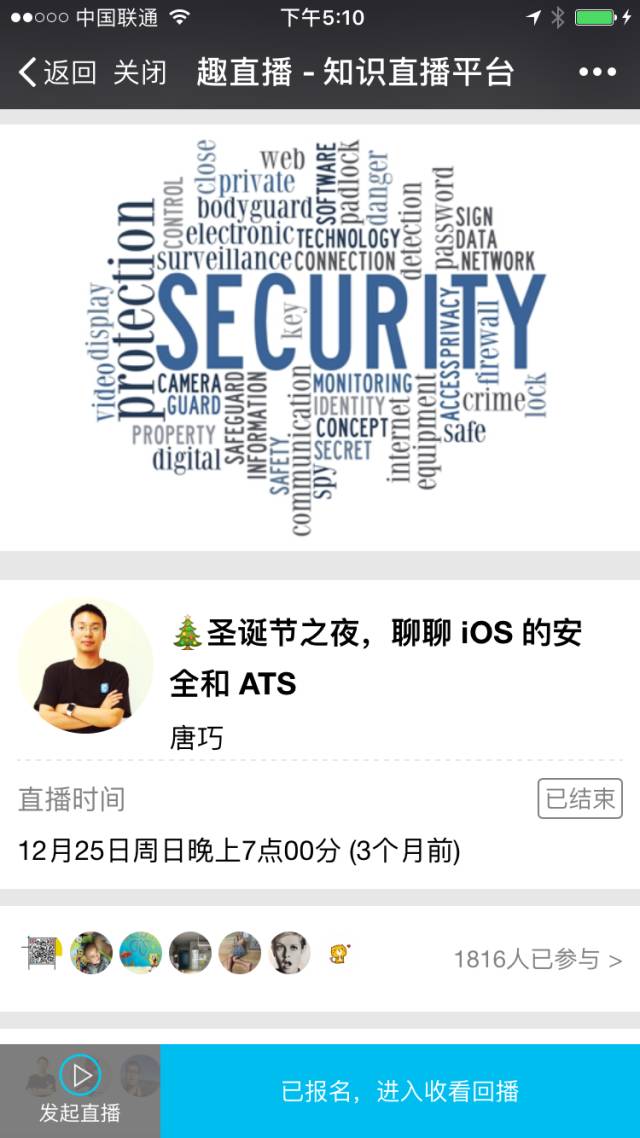 中国联通 下午5:10
返回 关闭 趣直播 - 知识直播平台
close
web
private
SOFTWARE
padlock
danger
CONTROL
bodyguard
electronic
TECHNOLOGY
detection
password
SIGN
DATA
surveillance
CONNECTION
NETWORK
protection
video
display
SECURITY
key
PRIVACY
ACCESS
firewall
lock
CAMERA
GUARD
SAFEGUARD
INFORMATION
MONITORING
IDENTITY
CONCEPT
SECRET
communication
internet
equipment
crime
safe
PROPERTY
digital
SAFETY
spy
🎄圣诞节之夜，聊聊 iOS 的安
全和 ATS
唐巧
直播时间 已结束
12月25日周日晚上7点00分 (3个月前)
1816人已参与 >
发起直播
已报名，进入收看回播